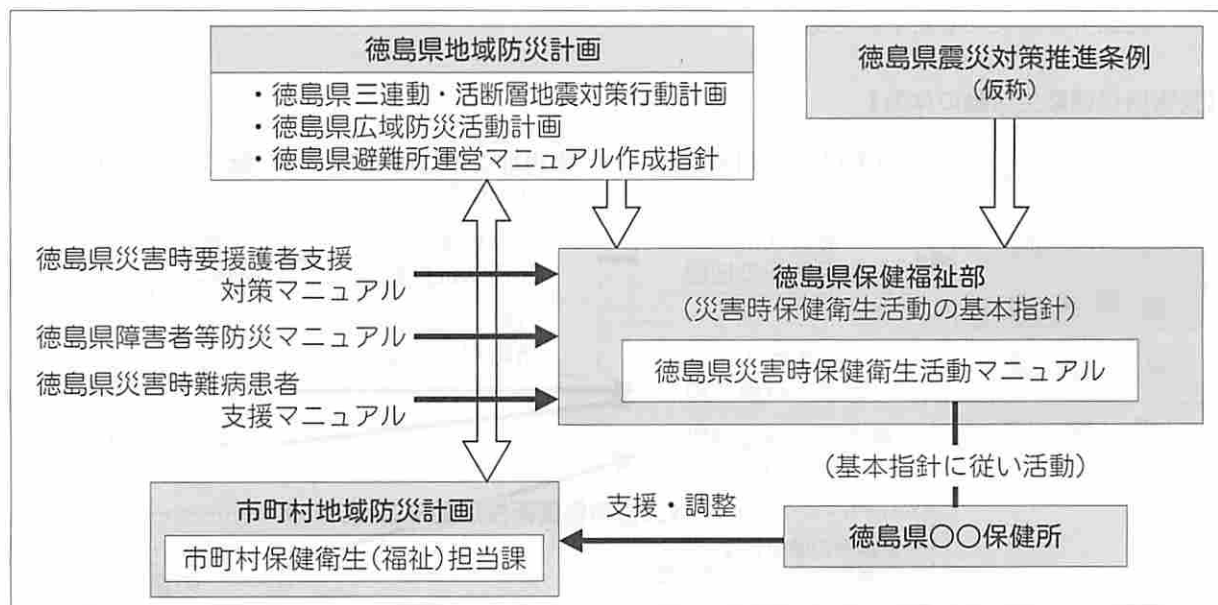 徳島県地域防災計画
・徳島県三連動・活断層地震対策行動計画
・徳島県広域防災活動計画
・徳島県避難所運営マニュアル作成指針
徳島県震災対策推進条例
(仮称)
徳島県災害時要援護者支援
対策マニュアル
徳島県障害者等防災マニュアル
徳島県災害時難病患者
支援マニュアル
徳島県保健福祉部
(災害時保健衛生活動の基本指針)
徳島県災害時保健衛生活動マニュアル
(基本指針に従い活動)
徳島県〇〇保健所
支援・調整
市町村地域防災計画
市町村保健衛生(福祉)担当課